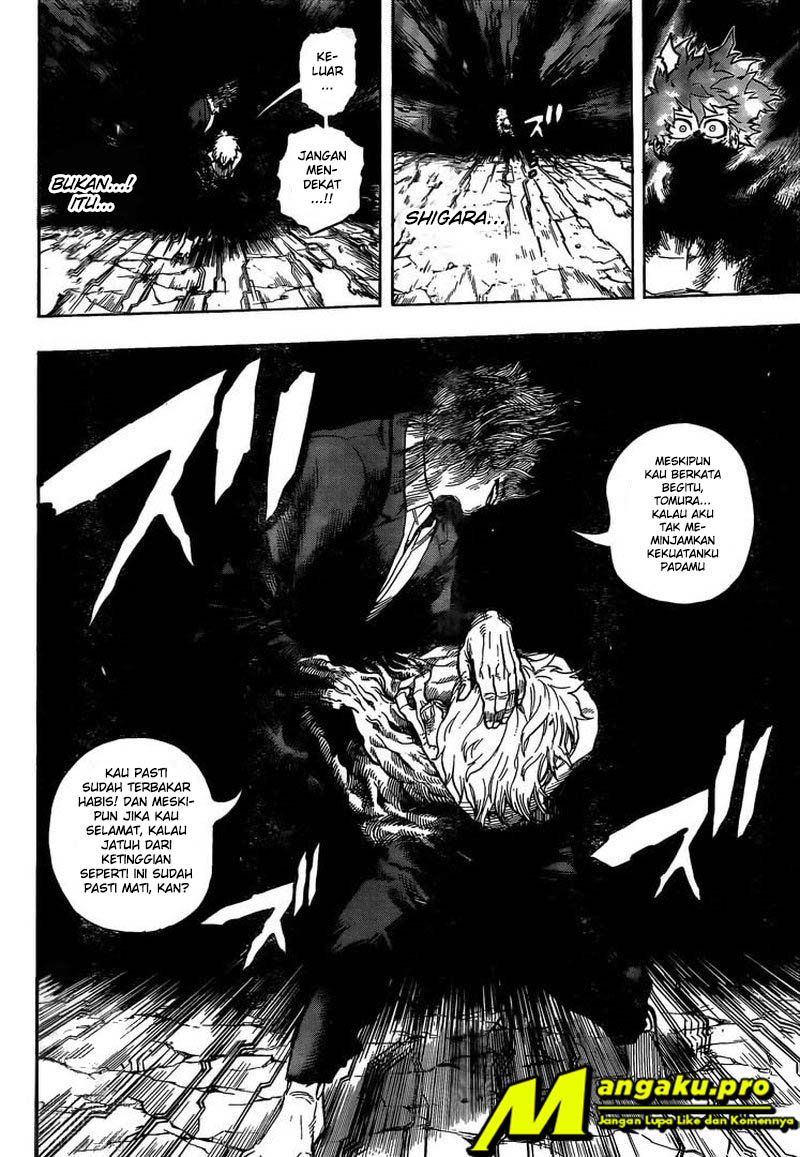 ズ
SHIGARA...
KE-
LUAR
...
JANGAN
MEN-
DEKAT
...!!
BUKAN...!
ITU...
MESKIPUN
KAU BERKATA
BEGITU,
TOMURA...
KALAU AKU
TAK ME-
MINJAMKAN
KEKUATANKU
PADAMU
ズ
ズ
ズ
ズ
KAU PASTI
SUDAH TERBAKAR
HABIS! DAN MESKI-
PUN JIKA KAU
SELAMAT, KALAU
JATUH DARI
KETINGGIAN
SEPERTI INI SUDAH
PASTI MATI, KAN?
Mangaku.pro
Jangan Lupa Like dan Komennya